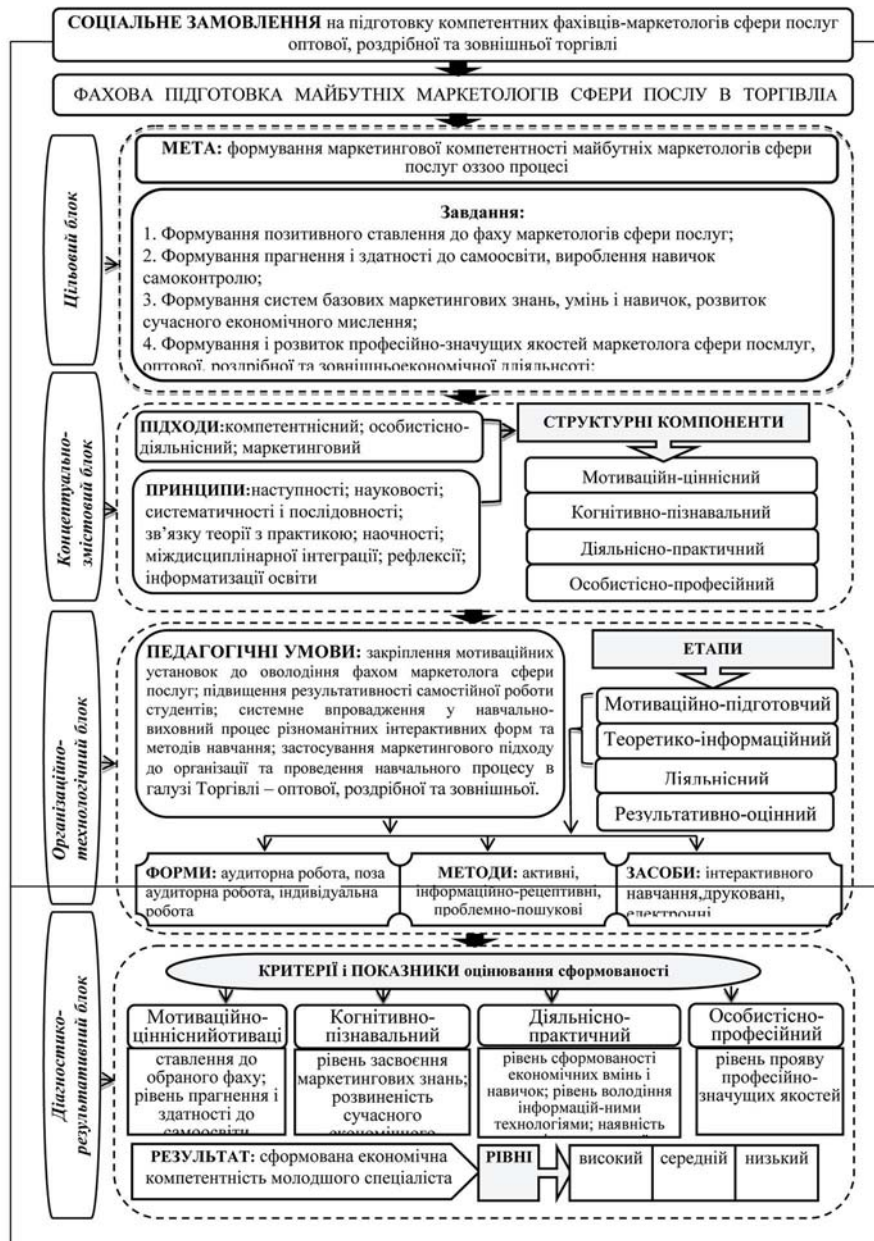 СОЦІАЛЬНЕ ЗАМОВЛЕННЯ на підготовку компетентних фахівців-маркетологів сфери послуг
оптової, роздрібної та зовнішньої торгівлі
ФАХОВА ПІДГОТОВКА МАЙБУТНІХ МАРКЕТОЛОГІВ СФЕРИ ПОСЛУ В ТОРГІВЛІА
Цільовий блок
МЕТА: формування маркетингової компетентності майбутніх маркетологів сфери
послуг оззоо процесі
Завдання:
1. Формування позитивного ставлення до фаху маркетологів сфери послуг;
2. Формування прагнення і здатності до самоосвіти, вироблення навичок
самоконтролю;
3. Формування систем базових маркетингових знань, умінь і навичок, розвиток
сучасного економічного мислення;
4. Формування і розвиток професійно-значущих якостей маркетолога сфери посмлуг,
оптової, роздрібної та зовнішньоекономічної дляільнсоті;
Концептуально-
змістовий блок
ПІДХОДИ:компетентнісний; особистісно-
діяльнісний; маркетинговий
ПРИНЦИПИ:наступності; науковості;
систематичності і послідовності;
зв’язку теорії з практикою; наочності;
міждисциплінарної інтеграції; рефлексії;
інформатизації освіти
СТРУКТУРНІ КОМПОНЕНТИ
Мотиваційн-ціннісний
Когнітивно-пізнавальний
Діяльнісно-практичний
Особистісно-професійний
Організаційно-
технологічний блок
ПЕДАГОГІЧНІ УМОВИ: закріплення мотиваційних
установок до оволодіння фахом маркетолога сфери
послуг; підвищення результативності самостійної роботи
студентів; системне впровадження у навчально-
виховний процес різноманітних інтерактивних форм та
методів навчання; застосування маркетингового підходу
до організації та проведення навчального процесу в
галузі Торгівлі – оптової, роздрібної та зовнішньої.
ЕТАПИ
Мотиваційно-підготовчий
Теоретико-інформаційний
Діяльнісний
Результативно-оцінний
ФОРМИ: аудиторна робота, поза
аудиторна робота, індивідуальна
робота
МЕТОДИ: активні,
інформаційно-рецептивні,
проблемно-пошукові
ЗАСОБИ: інтерактивного
навчання,друковані,
електронні
Діагностико-
результативний блок
КРИТЕРІЇ і ПОКАЗНИКИ оцінювання сформованості
Мотиваційно-
цінніснийотиваці
ставлення до
обраного фаху;
рівень прагнення і
здатності до
самоосвіти
Когнітивно-
пізнавальний
рівень засвоєння
маркетингових знань;
розвиненість
сучасного
економічного
Діяльнісно-
практичний
рівень сформованості
економічних вмінь і
навичок; рівень володіння
інформацій-ними
технологіями; наявність
Особистісно-
професійний
рівень прояву
професійно-
значущих якостей
РЕЗУЛЬТАТ: сформована економічна
компетентність молодшого спеціаліста
РІВНІ
високий
середній
низький